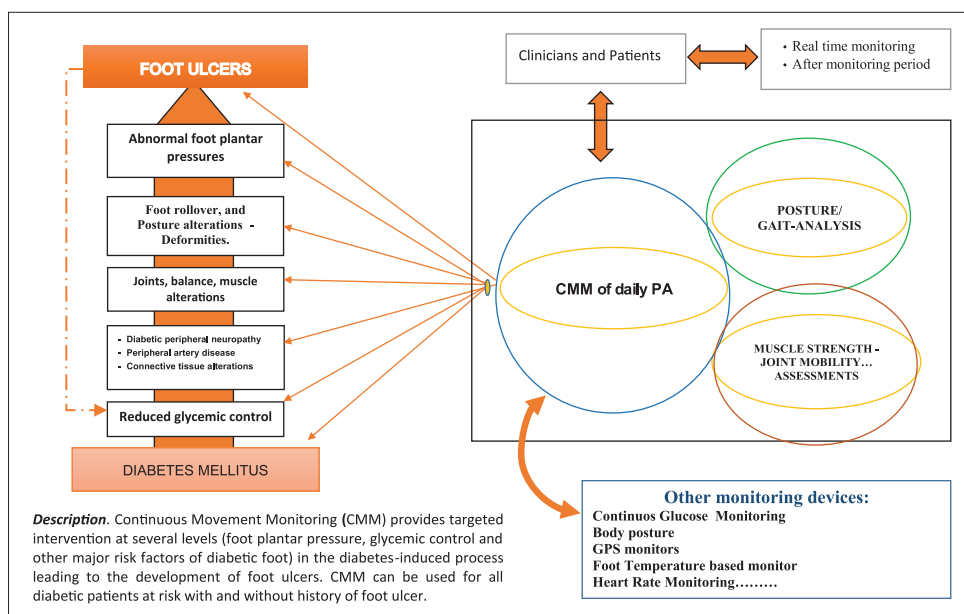 FOOT ULCERS
Abnormal foot plantar
pressures
Foot rollover, and
Posture alterations -
Deformities.
Joints, balance, muscle
alterations
- Diabetic peripheral neuropathy
- Peripheral artery disease
- Connective tissue alterations
Reduced glycemic control
DIABETES MELLITUS
Clinicians and Patients
• Real time monitoring
• After monitoring period
CMM of daily PA
POSTURE/
GAIT-ANALYSIS
MUSCLE STRENGTH -
JOINT MOBILITY...
ASSESSMENTS
Other monitoring devices:
Continuos Glucose Monitoring
Body posture
GPS monitors
Foot Temperature based monitor
Heart Rate Monitoring.........
Description. Continuous Movement Monitoring (CMM) provides targeted
intervention at several levels (foot plantar pressure, glycemic control and
other major risk factors of diabetic foot) in the diabetes-induced process
leading to the development of foot ulcers. CMM can be used for all
diabetic patients at risk with and without history of foot ulcer.